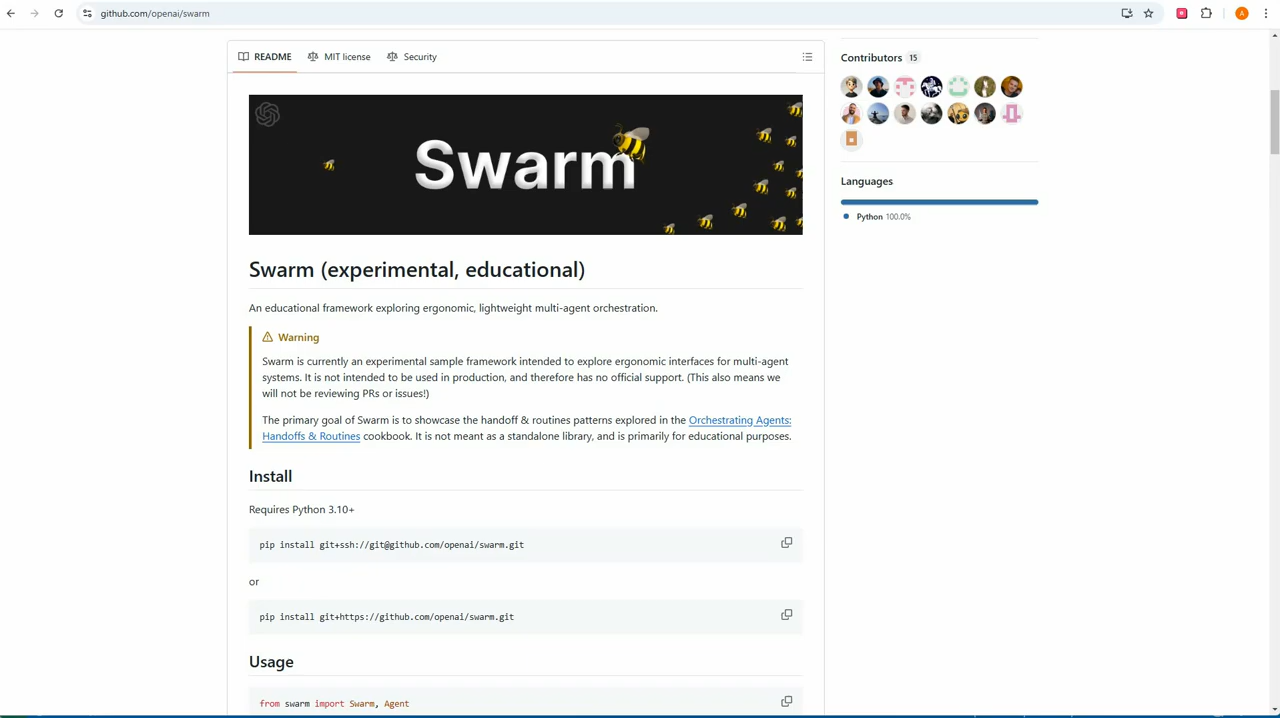 github.com/openai/swarm
A
README
MIT license
Security
Contributors 15
Swarm
Languages
Python 100.0%
Swarm (experimental, educational)
An educational framework exploring ergonomic, lightweight multi-agent orchestration.
Warning
Swarm is currently an experimental sample framework intended to explore ergonomic interfaces for multi-agent
systems. It is not intended to be used in production, and therefore has no official support. (This also means we
will not be reviewing PRs or issues!)
The primary goal of Swarm is to showcase the handoff & routines patterns explored in the Orchestrating Agents:
Handoffs & Routines cookbook. It is not meant as a standalone library, and is primarily for educational purposes.
Install
Requires Python 3.10+
pip install git+ssh://git@github.com/openai/swarm.git
or
pip install git+https://github.com/openai/swarm.git
Usage
from swarm import Swarm, Agent